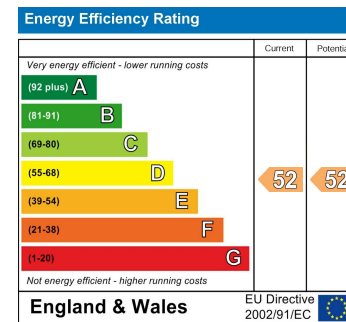 Energy Efficiency Rating
Current Potentia
Very energy efficient - lower running costs
(92 plus) A
(81-91) B
(69-80) C
(55-68) D
(39-54) E
(21-38) F
(1-20) G
52 52
Not energy efficient - higher running costs
England & Wales
EU Directive
2002/91/EC